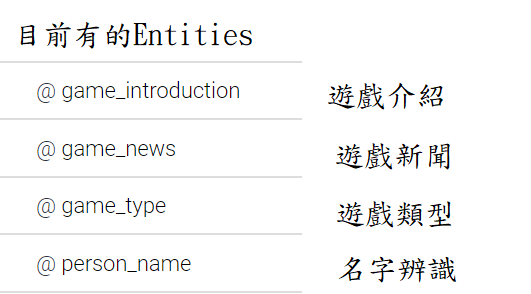 目前有的Entities
@ game_introduction 遊戲介紹
@ game_news 遊戲新聞
@ game_type 遊戲類型
@ person_name 名字辨識